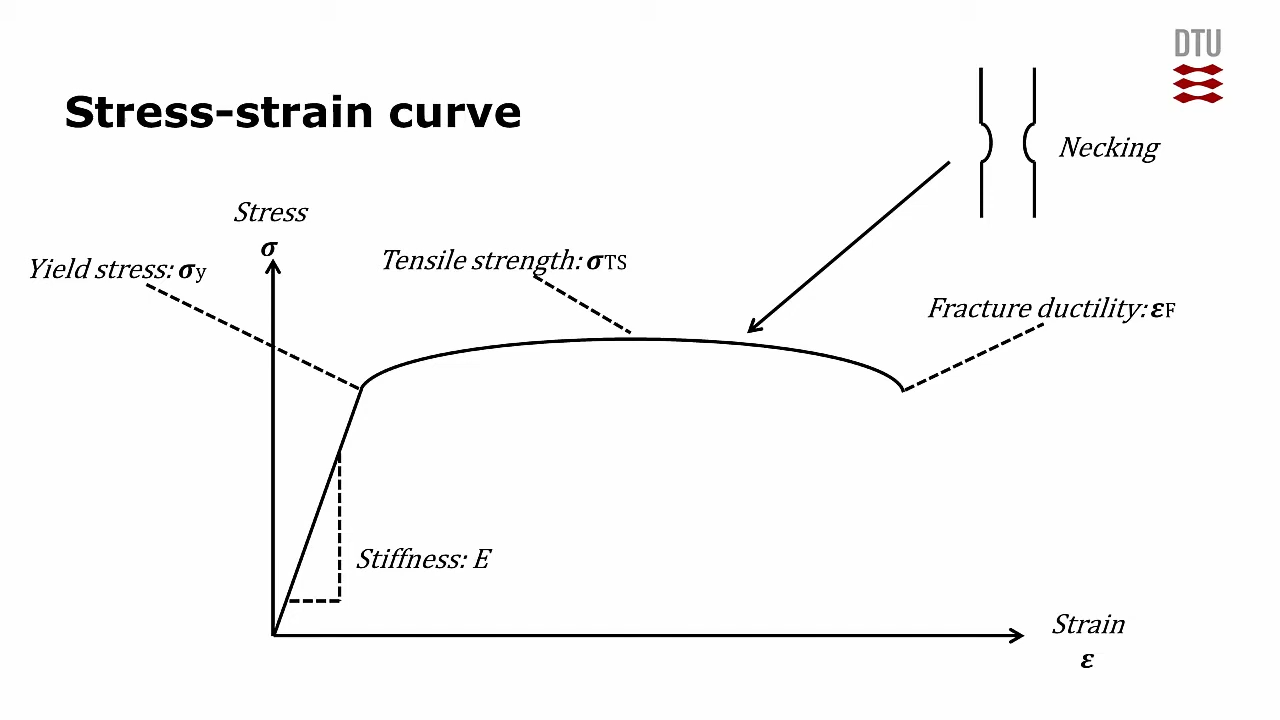 DTU
Stress-strain curve
Necking
Stress
σ
Yield stress: σy
Tensile strength: σTS
Fracture ductility: εF
Stiffness: E
Strain
ε